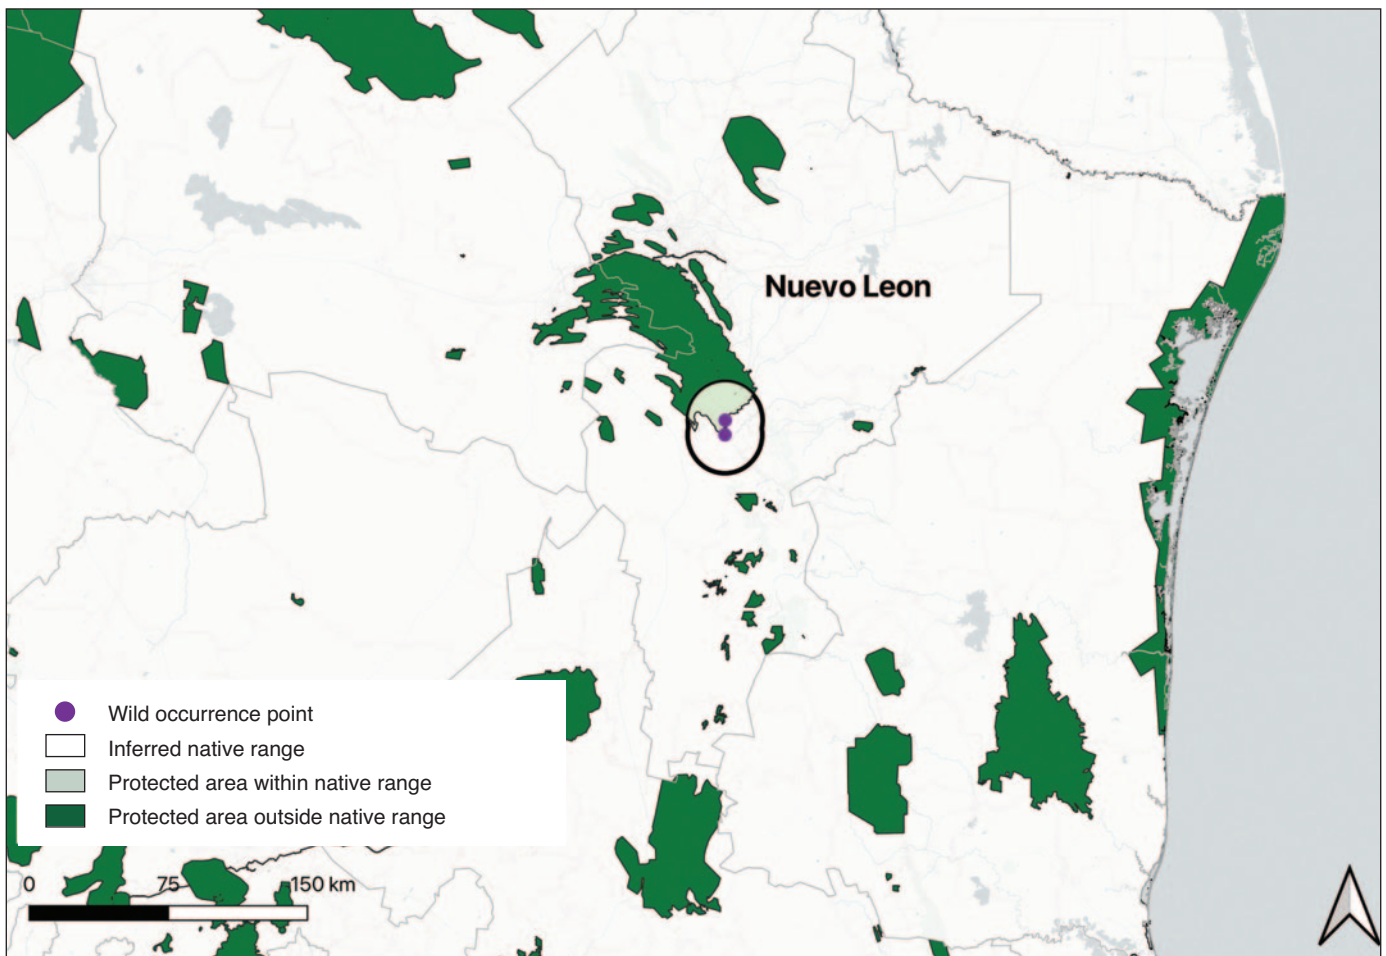 Nuevo Leon
Wild occurrence point
Inferred native range
Protected area within native range
Protected area outside native range
0 75 150 km